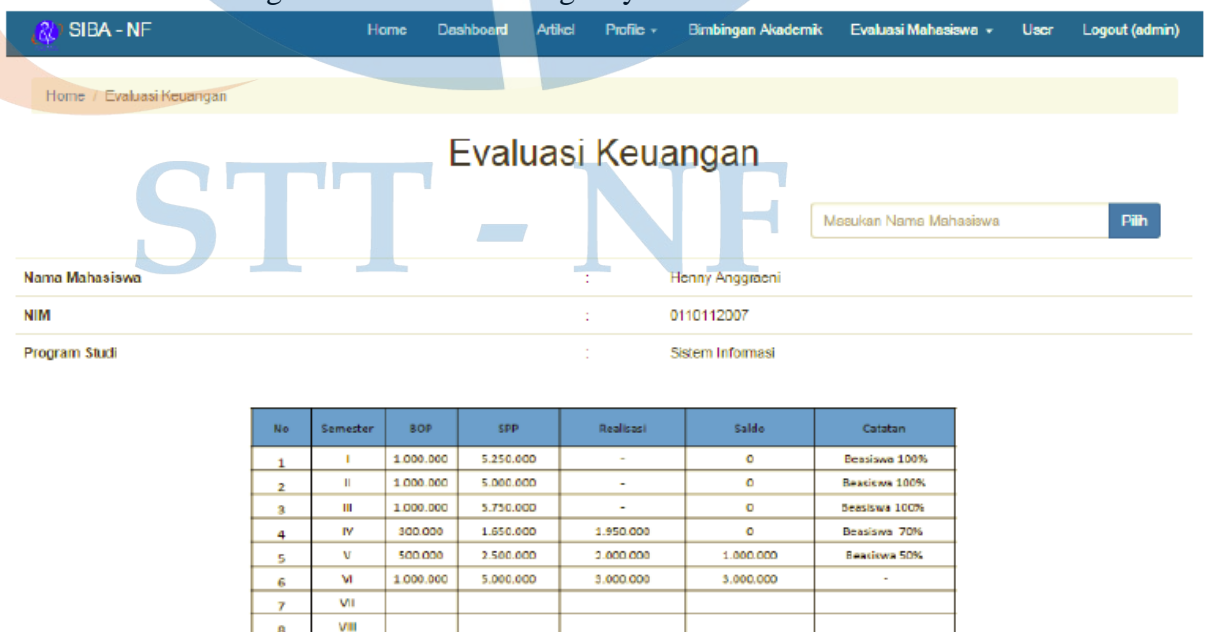 SIBA - NF Home Dashboard Artikel Profile Bimbingan Akademik Evaluasi Mahasiswa User Logout (admin)
Home / Evaluasi Keuangan
Evaluasi Keuangan
STT - NF
Masukan Nama Mahasiswa Pilih
Nama Mahasiswa : Henny Anggraeni
NIM : 0110112007
Program Studi : Sistem Informasi
No Semester BOP SPP Realisasi Saldo Catatan
1 I 1.000.000 5.250.000 - 0 Beasiswa 100%
2 II 1.000.000 5.000.000 - 0 Beasiswa 100%
3 III 1.000.000 5.750.000 - 0 Beasiswa 100%
4 IV 300.000 1.650.000 1.950.000 0 Beasiswa 70%
5 V 500.000 2.500.000 1.000.000 Beasiswa 50%
6 VI 1.000.000 5.000.000 3.000.000 3.000.000 -
7 VII
8 VIII